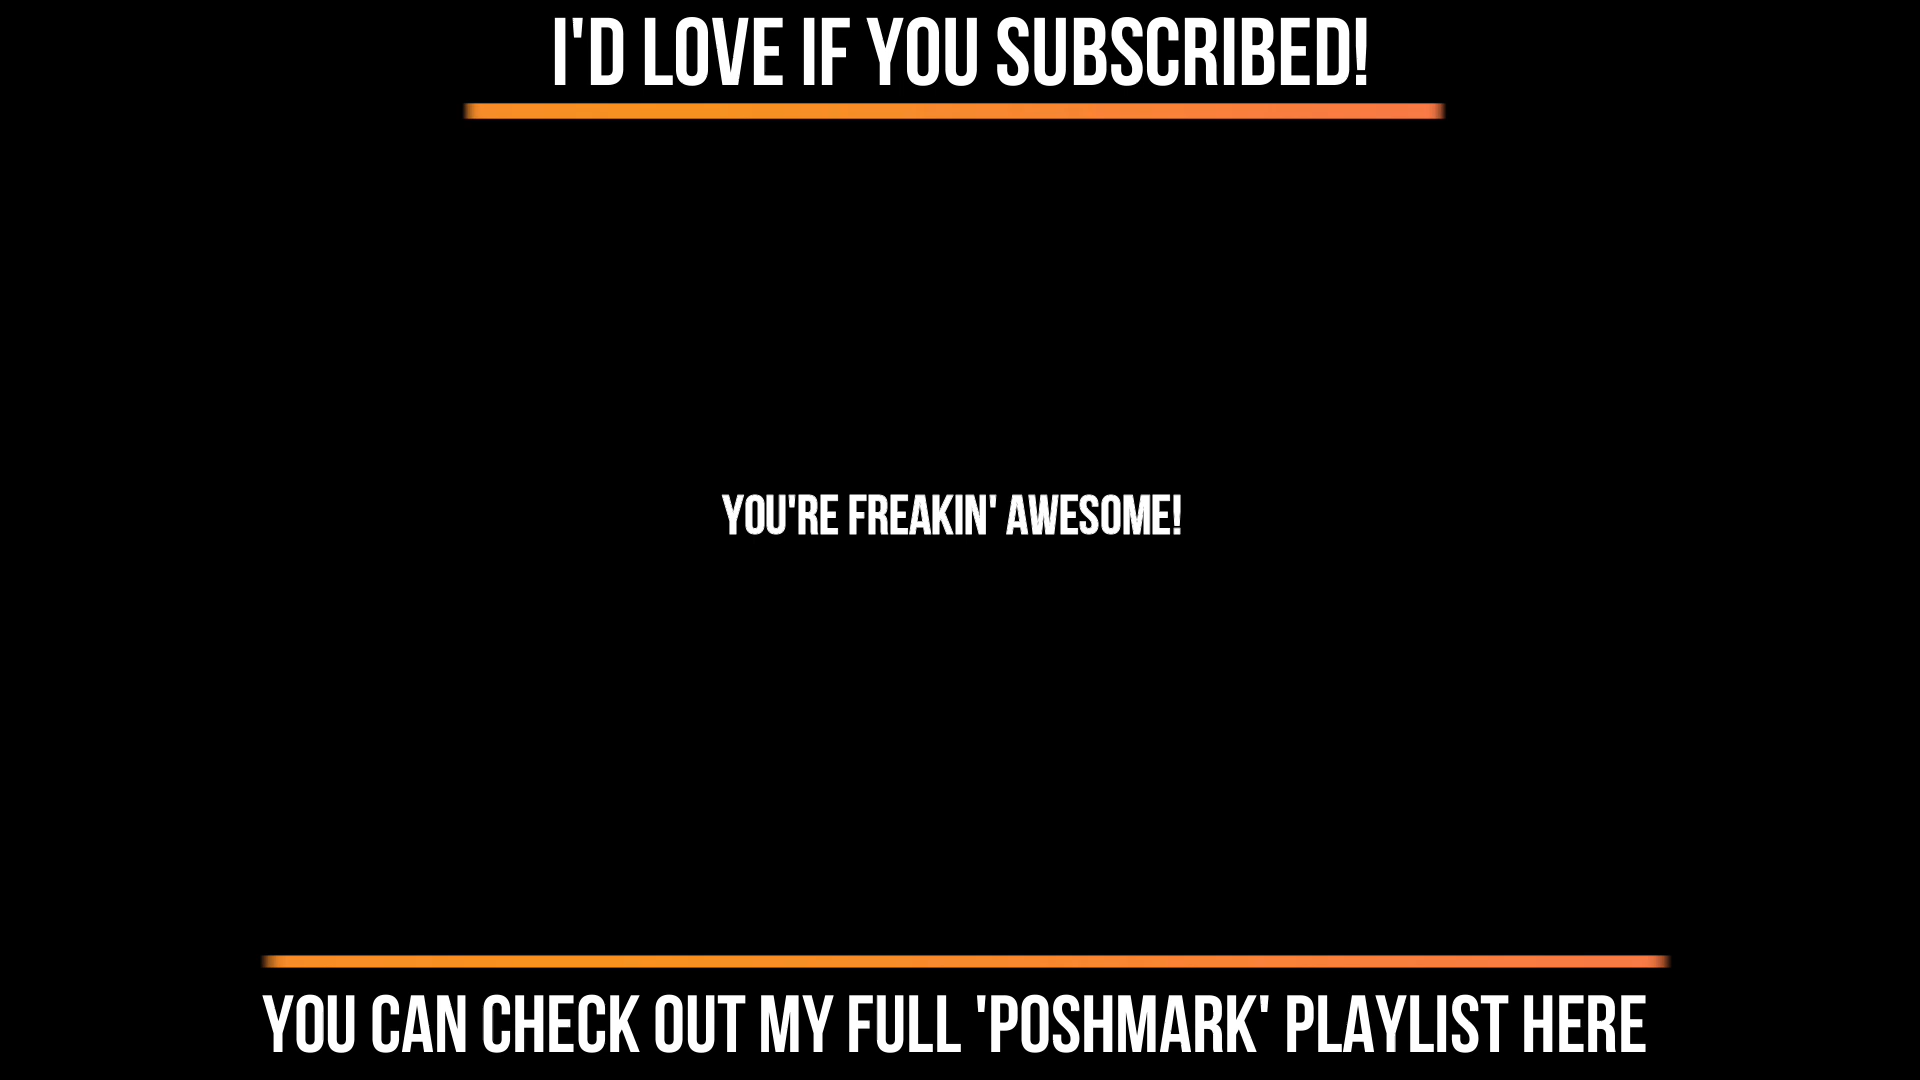 I'D LOVE IF YOU SUBSCRIBED!
YOU'RE FREAKIN' AWESOME!
YOU CAN CHECK OUT MY FULL 'POSHMARK' PLAYLIST HERE